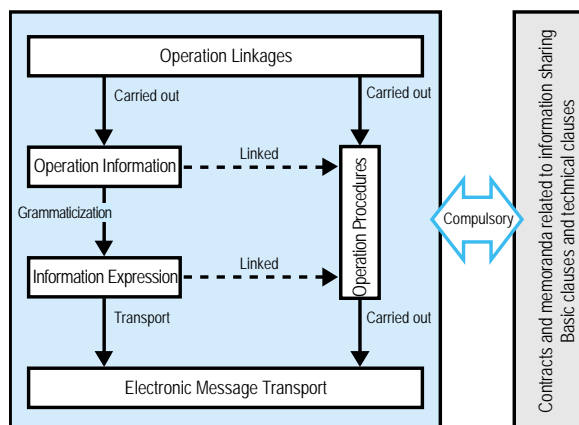 Operation Linkages
Carried out
Carried out
Operation Information
Linked
Operation Procedures
Grammaticization
Compulsory
Information Expression
Linked
Transport
Carried out
Electronic Message Transport
Contracts and memoranda related to information sharing
Basic clauses and technical clauses